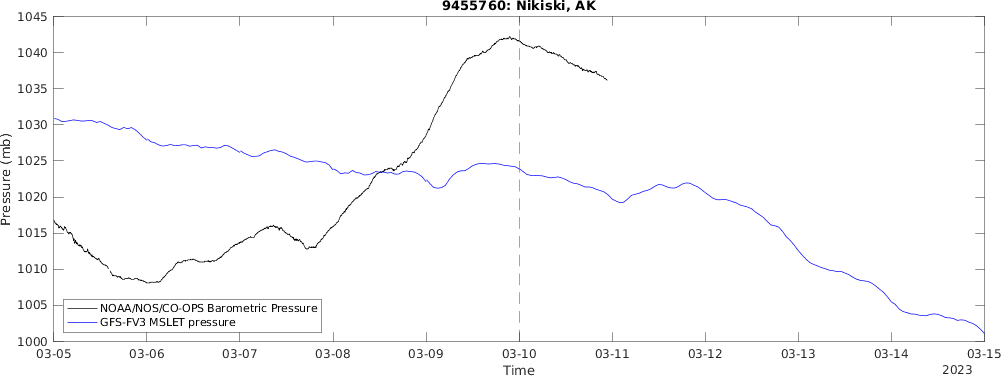 9455760: Nikiski, AK
Pressure (mb)
1045
1040
1035
1030
1025
1020
1015
1010
1005
1000
NOAA/NOS/CO-OPS Barometric Pressure
GFS-FV3 MSLET pressure
03-05 03-06 03-07 03-08 03-09 03-10 03-11 03-12 03-13 03-14 03-15
Time
2023